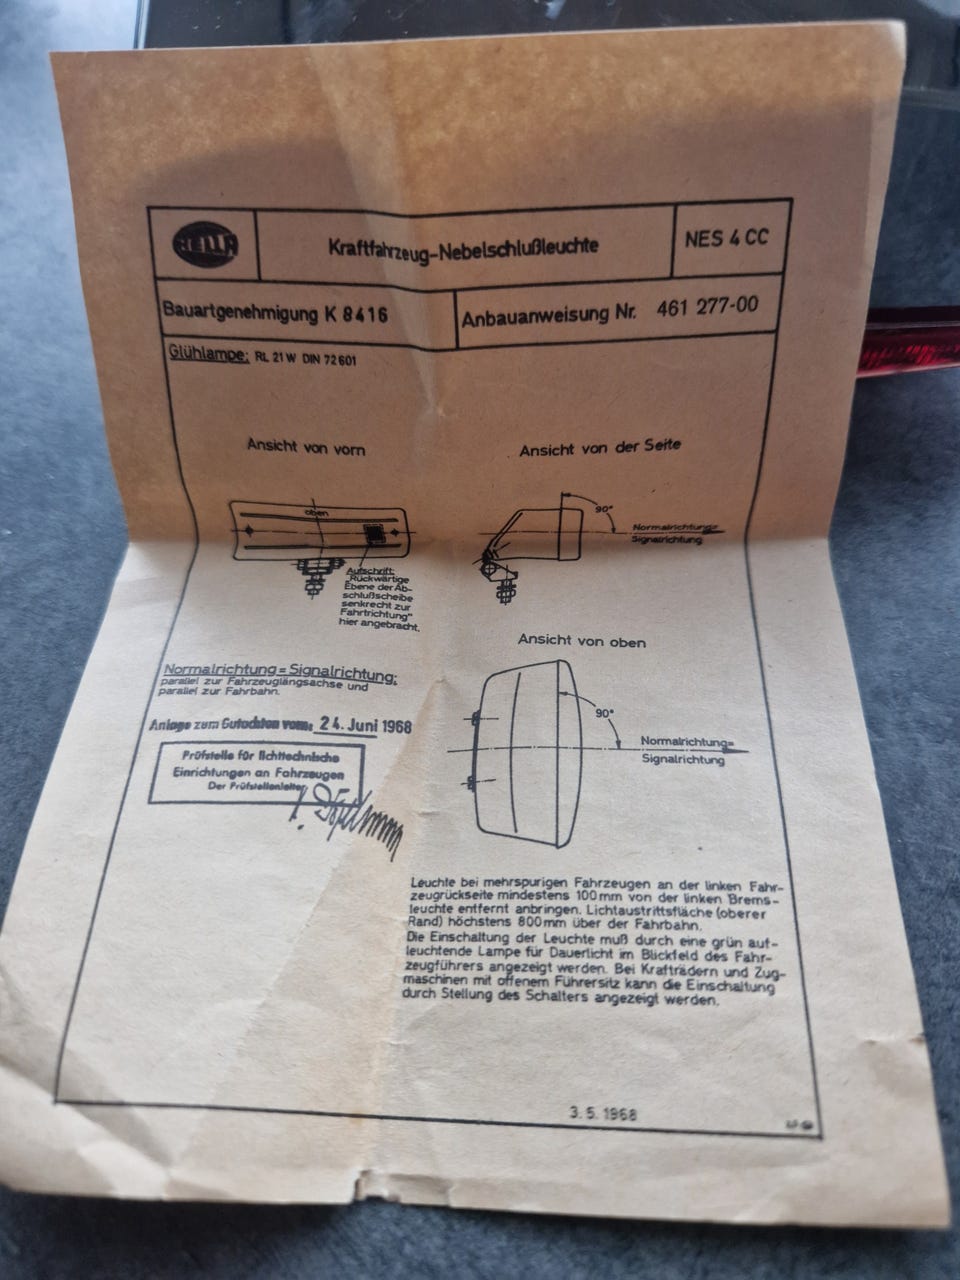 HELLA
Kraftfahrzeug-Nebelschlußleuchte
NES 4 CC
Bauartgenehmigung K 8416
Anbauanweisung Nr. 461 277-00
Glühlampe: RL 21 W DIN 72 601
Ansicht von vorn
oben
Aufschrift:
"Rückwärtige
Ebene der Ab-
schlußscheibe
senkrecht zur
Fahrtrichtung"
hier angebracht.
Ansicht von der Seite
90°
Normalrichtung=
Signalrichtung
Normalrichtung = Signalrichtung:
parallel zur Fahrzeuglängsachse und
parallel zur Fahrbahn.
Anlage zum Gutachten vom: 24. Juni 1968
Prüfstelle für lichttechnische
Einrichtungen an Fahrzeugen
Der Prüfstellenleiter
Ansicht von oben
90°
Normalrichtung=
Signalrichtung
Leuchte bei mehrspurigen Fahrzeugen an der linken Fahr-
zeugrückseite mindestens 100 mm von der linken Brems-
leuchte entfernt anbringen. Lichtaustrittsfläche (oberer
Rand) höchstens 800 mm über der Fahrbahn.
Die Einschaltung der Leuchte muß durch eine grün auf-
leuchtende Lampe für Dauerlicht im Blickfeld des Fahr-
zeugführers angezeigt werden. Bei Krafträdern und Zug-
maschinen mit offenem Führersitz kann die Einschaltung
durch Stellung des Schalters angezeigt werden.
3. 5. 1968